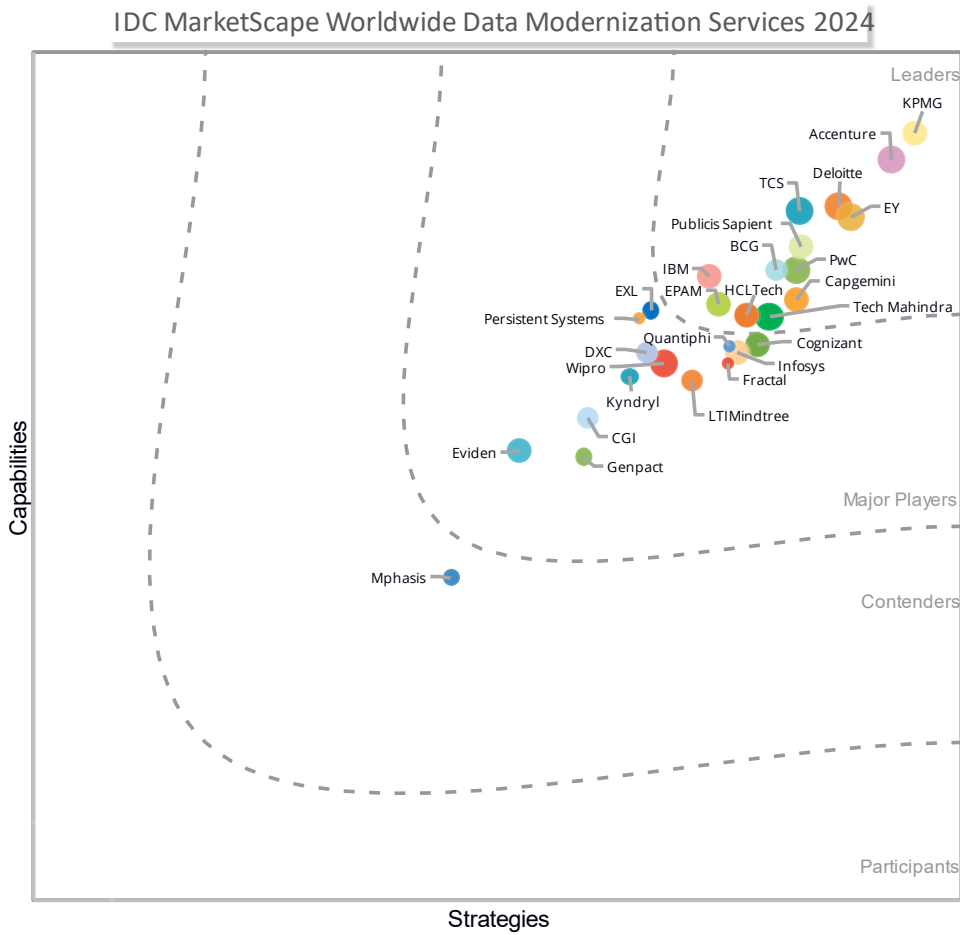 IDC MarketScape Worldwide Data Modernization Services 2024
Leaders
KPMG
Accenture
Deloitte
TCS
EY
Publicis Sapient
BCG
PwC
IBM
Capgemini
EXL
EPAM
HCLTech
Tech Mahindra
Persistent Systems
Quantiphi
Cognizant
DXC
Wipro
Infosys
Fractal
Kyndryl
LTIMindtree
CGI
Eviden
Genpact
Capabilities
Major Players
Mphasis
Contenders
Participants
Strategies